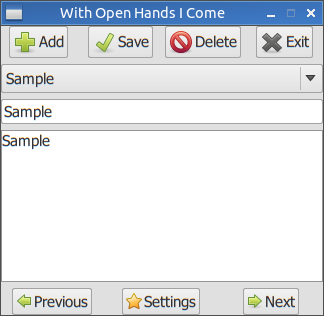 With Open Hands I Come
Add Save Delete Exit
Sample
Sample
Sample
Previous Settings Next